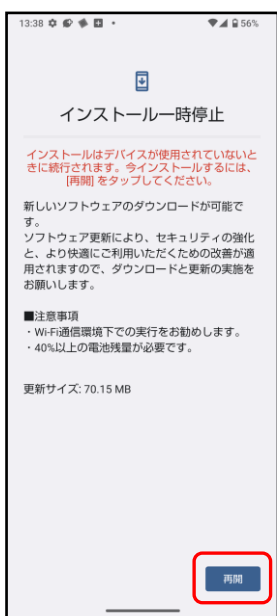 13:38 56%
インストール一時停止
インストールはデバイスが使用されていないと
きに続行されます。今インストールするには、
[再開] をタップしてください。
新しいソフトウェアのダウンロードが可能で
す。
ソフトウェア更新により、セキュリティの強化
と、より快適にご利用いただくための改善が適
用されますので、ダウンロードと更新の実施を
お願いします。
■注意事項
・Wi-Fi通信環境下での実行をお勧めします。
・40%以上の電池残量が必要です。
更新サイズ: 70.15 MB
再開